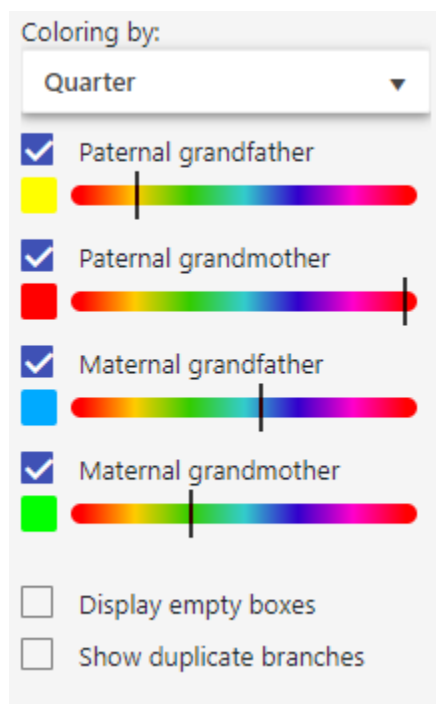 Coloring by:
Quarter
Paternal grandfather
Paternal grandmother
Maternal grandfather
Maternal grandmother
Display empty boxes
Show duplicate branches